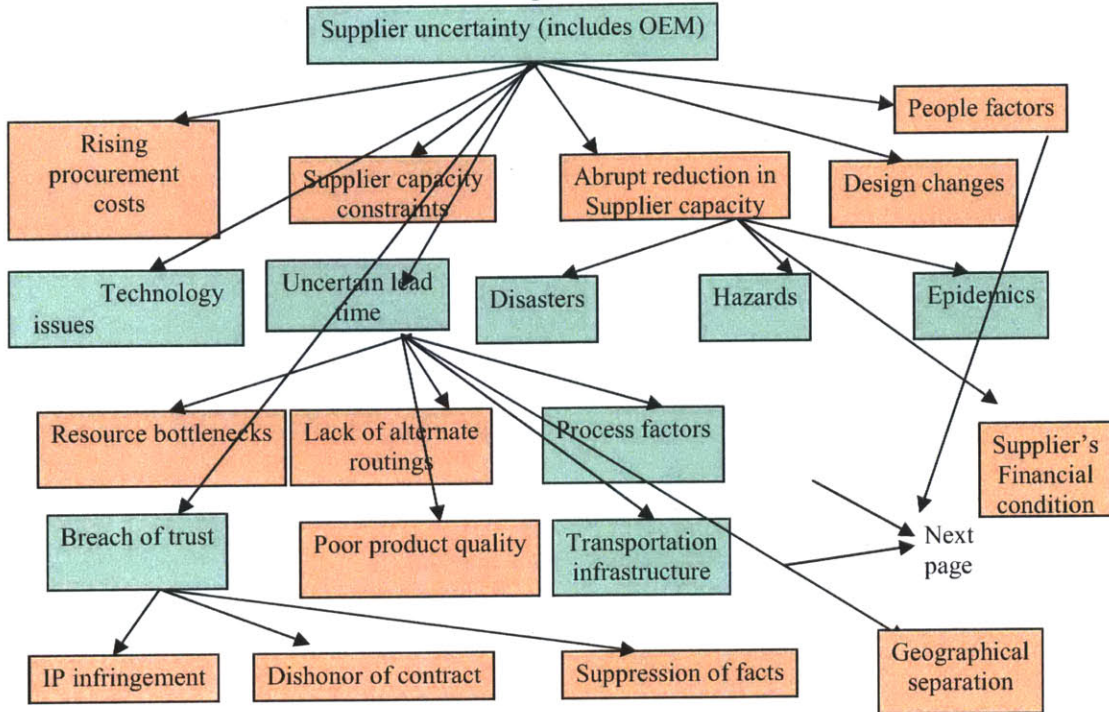 Supplier uncertainty (includes OEM)
People factors
Rising
procurement
costs
Supplier capacity
constraints
Abrupt reduction in
Supplier capacity
Design changes
Technology
issues
Uncertain lead
time
Disasters
Hazards
Epidemics
Resource bottlenecks
Lack of alternate
routings
Process factors
Supplier's
Financial
condition
Breach of trust
Poor product quality
Transportation
infrastructure
Next
page
IP infringement
Dishonor of contract
Suppression of facts
Geographical
separation